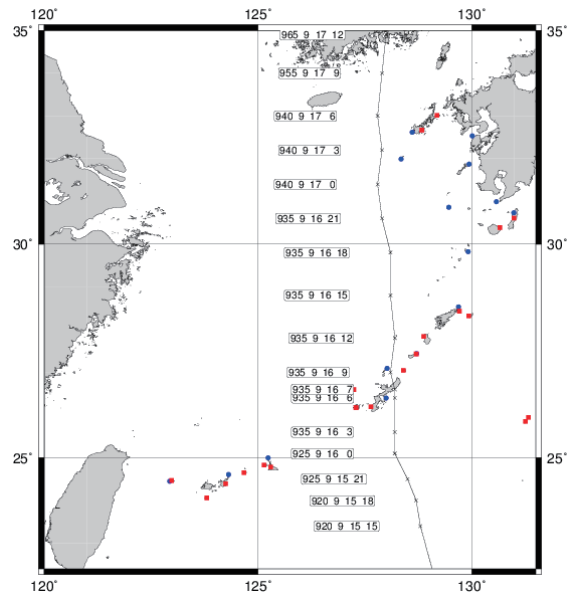 120° 125° 130°
35° 35°
965 9 17 12
955 9 17 9
940 9 17 6
940 9 17 3
940 9 17 0
935 9 16 21
30° 30°
935 9 16 18
935 9 16 15
935 9 16 12
935 9 16 9
935 9 16 7
935 9 16 6
935 9 16 3
925 9 16 0
25° 25°
925 9 15 21
920 9 15 18
920 9 15 15
120° 125° 130°